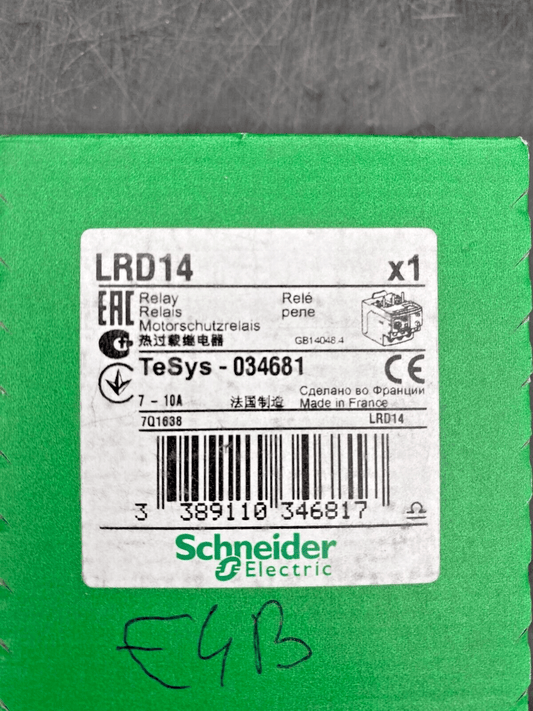 LRD14 x1
EAC Relay Relé
Relais реле
Motorschutzrelais
热过载继电器 GB14048.4
TeSys - 034681 CE
Сделано во Франции
7 - 10A 法国制造 Made in France
7Q1638 LRD14
3 389110 346817
Schneider
Electric
E4B